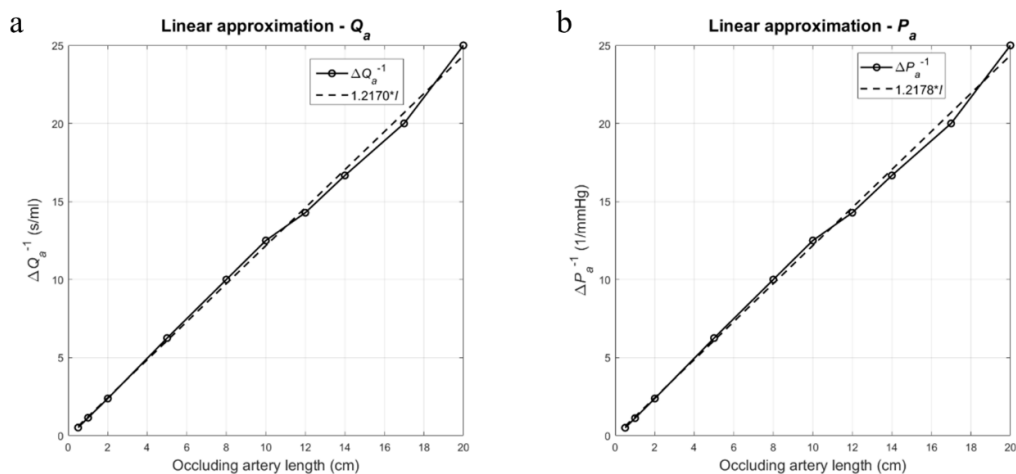 a
Linear approximation - Qa
ΔQa-1
1.2170*l
ΔQa-1 (s/ml)
25
20
15
10
5
0
0 2 4 6 8 10 12 14 16 18 20
Occluding artery length (cm)
b
Linear approximation - Pa
ΔPa-1
1.2178*l
ΔPa-1 (1/mmHg)
25
20
15
10
5
0
0 2 4 6 8 10 12 14 16 18 20
Occluding artery length (cm)